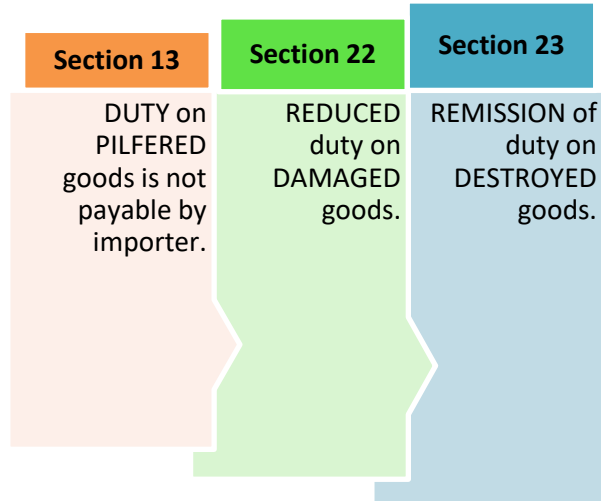 Section 13
DUTY on
PILFERED
goods is not
payable by
importer.
Section 22
REDUCED
duty on
DAMAGED
goods.
Section 23
REMISSION of
duty on
DESTROYED
goods.